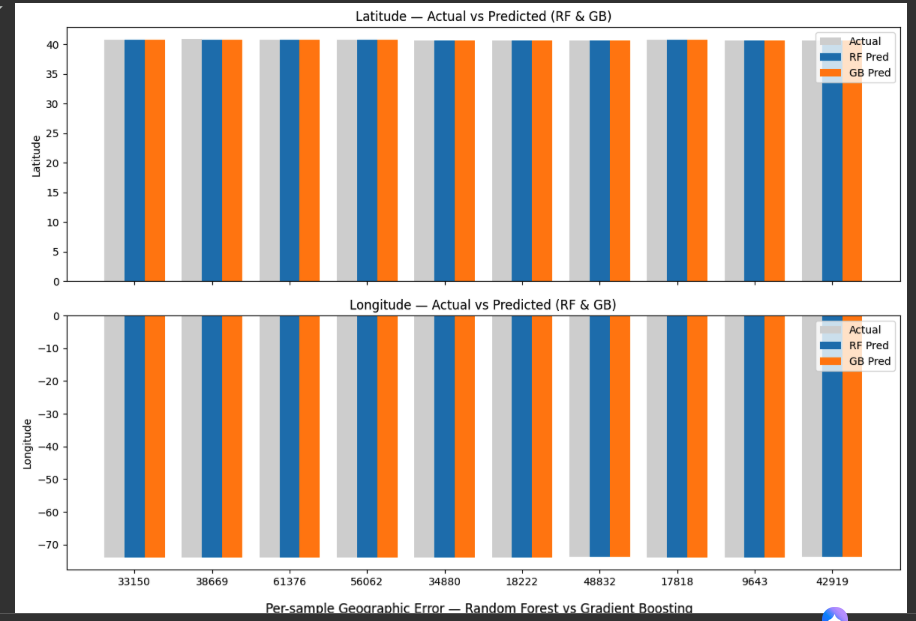 Latitude — Actual vs Predicted (RF & GB)
Actual
RF Pred
GB Pred
40
35
30
25
20
15
10
5
0
Latitude
Longitude — Actual vs Predicted (RF & GB)
Actual
RF Pred
GB Pred
0
−10
−20
−30
−40
−50
−60
−70
Longitude
33150 38669 61376 56062 34880 18222 48832 17818 9643 42919
Per-sample Geographic Error — Random Forest vs Gradient Boosting